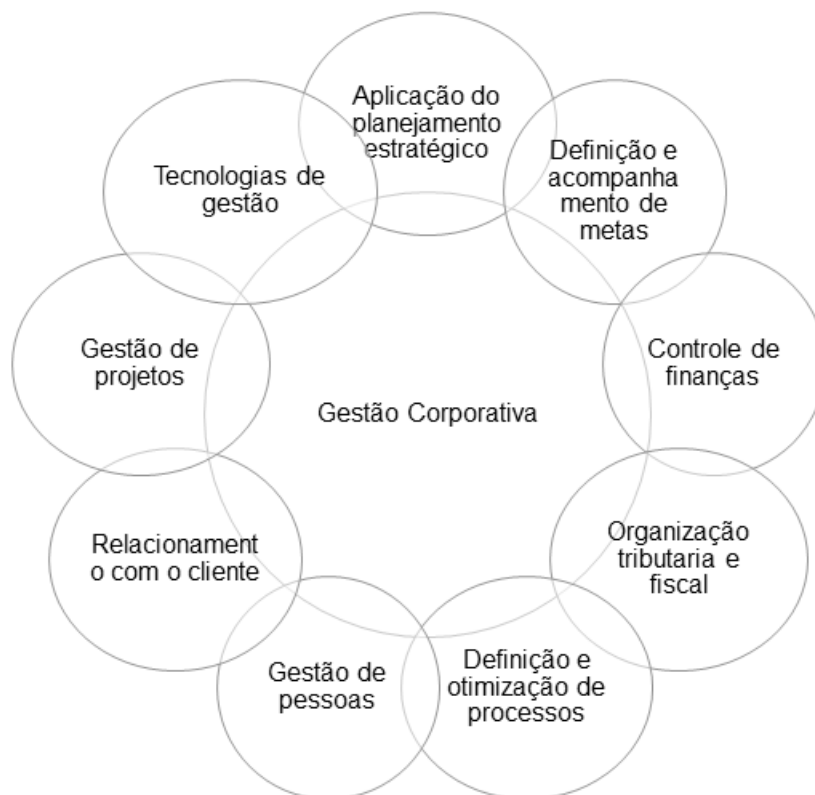 Aplicação do
planejamento
estratégico
Definição e
acompanha
mento de
metas
Controle de
finanças
Organização
tributaria e
fiscal
Definição e
otimização de
processos
Gestão de
pessoas
Relacionament
o com o cliente
Gestão de
projetos
Tecnologias de
gestão
Gestão Corporativa